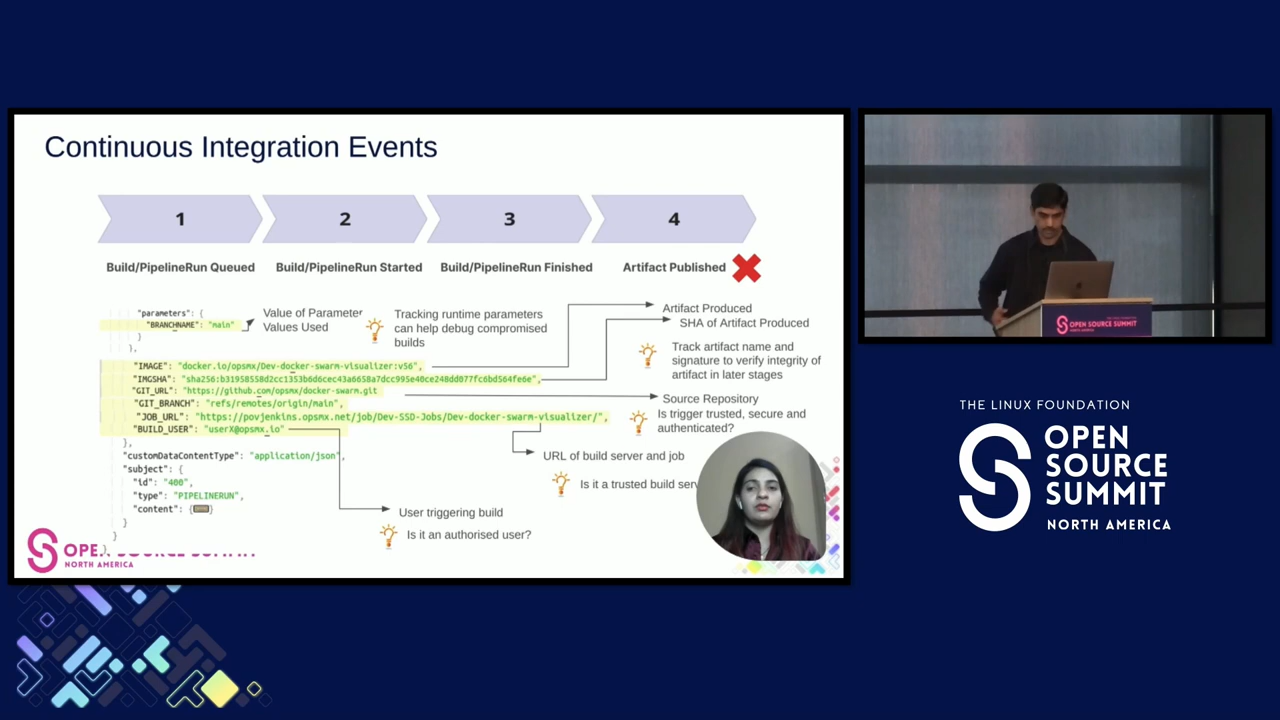 Continuous Integration Events
1
2
3
4
Build/PipelineRun Queued
Build/PipelineRun Started
Build/PipelineRun Finished
Artifact Published
"parameters": {
"BRANCHNAME": "main"
}
},
Value of Parameter
Values Used
Tracking runtime parameters
can help debug compromised
builds
Artifact Produced
SHA of Artifact Produced
Track artifact name and
signature to verify integrity of
artifact in later stages
"IMAGE": "docker.io/opsmx/Dev-docker-swarm-visualizer:v56",
"IMGSHA": "sha256:b31958558d2cc1353b6d6cec43a6658a7dcc995e40ce248dd077fc6bd564fe6e",
"GIT_URL": "https://github.com/opsmx/docker-swarm.git
"GIT_BRANCH": "refs/remotes/origin/main",
"JOB_URL": "https://povjenkins.opsmx.net/job/Dev-SSD-Jobs/Dev-docker-swarm-visualizer/",
"BUILD_USER": "userX@opsmx.io"
},
"customDataContentType": "application/json",
"subject": {
"id": "400",
"type": "PIPELINERUN",
"content": {
}
}
}
}
Source Repository
Is trigger trusted, secure and
authenticated?
URL of build server and job
Is it a trusted build serv
User triggering build
Is it an authorised user?
OPEN SOURCE SUMMIT
NORTH AMERICA
OPEN SOURCE SUMMIT
THE LINUX FOUNDATION
OPEN
SOURCE
SUMMIT
NORTH AMERICA